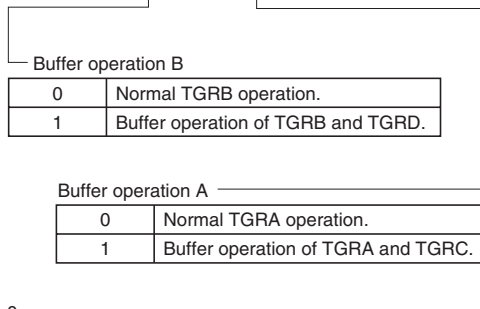 Buffer operation B
0 Normal TGRB operation.
1 Buffer operation of TGRB and TGRD.
Buffer operation A
0 Normal TGRA operation.
1 Buffer operation of TGRA and TGRC.